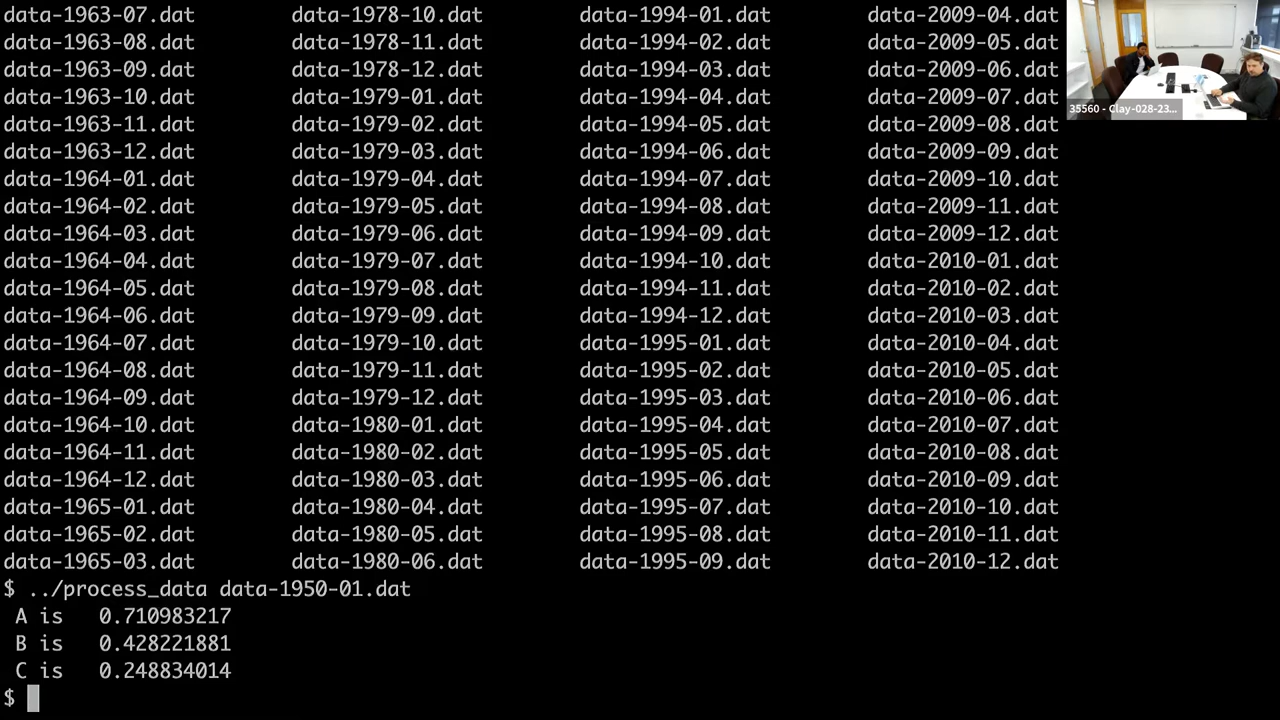 data-1963-07.dat data-1978-10.dat data-1994-01.dat data-2009-04.dat
data-1963-08.dat data-1978-11.dat data-1994-02.dat data-2009-05.dat
data-1963-09.dat data-1978-12.dat data-1994-03.dat data-2009-06.dat
data-1963-10.dat data-1979-01.dat data-1994-04.dat data-2009-07.dat
data-1963-11.dat data-1979-02.dat data-1994-05.dat data-2009-08.dat
data-1963-12.dat data-1979-03.dat data-1994-06.dat data-2009-09.dat
data-1964-01.dat data-1979-04.dat data-1994-07.dat data-2009-10.dat
data-1964-02.dat data-1979-05.dat data-1994-08.dat data-2009-11.dat
data-1964-03.dat data-1979-06.dat data-1994-09.dat data-2009-12.dat
data-1964-04.dat data-1979-07.dat data-1994-10.dat data-2010-01.dat
data-1964-05.dat data-1979-08.dat data-1994-11.dat data-2010-02.dat
data-1964-06.dat data-1979-09.dat data-1994-12.dat data-2010-03.dat
data-1964-07.dat data-1979-10.dat data-1995-01.dat data-2010-04.dat
data-1964-08.dat data-1979-11.dat data-1995-02.dat data-2010-05.dat
data-1964-09.dat data-1979-12.dat data-1995-03.dat data-2010-06.dat
data-1964-10.dat data-1980-01.dat data-1995-04.dat data-2010-07.dat
data-1964-11.dat data-1980-02.dat data-1995-05.dat data-2010-08.dat
data-1964-12.dat data-1980-03.dat data-1995-06.dat data-2010-09.dat
data-1965-01.dat data-1980-04.dat data-1995-07.dat data-2010-10.dat
data-1965-02.dat data-1980-05.dat data-1995-08.dat data-2010-11.dat
data-1965-03.dat data-1980-06.dat data-1995-09.dat data-2010-12.dat
$ ../process_data data-1950-01.dat
A is 0.710983217
B is 0.428221881
C is 0.248834014
$
35560 - Clay-028-23...